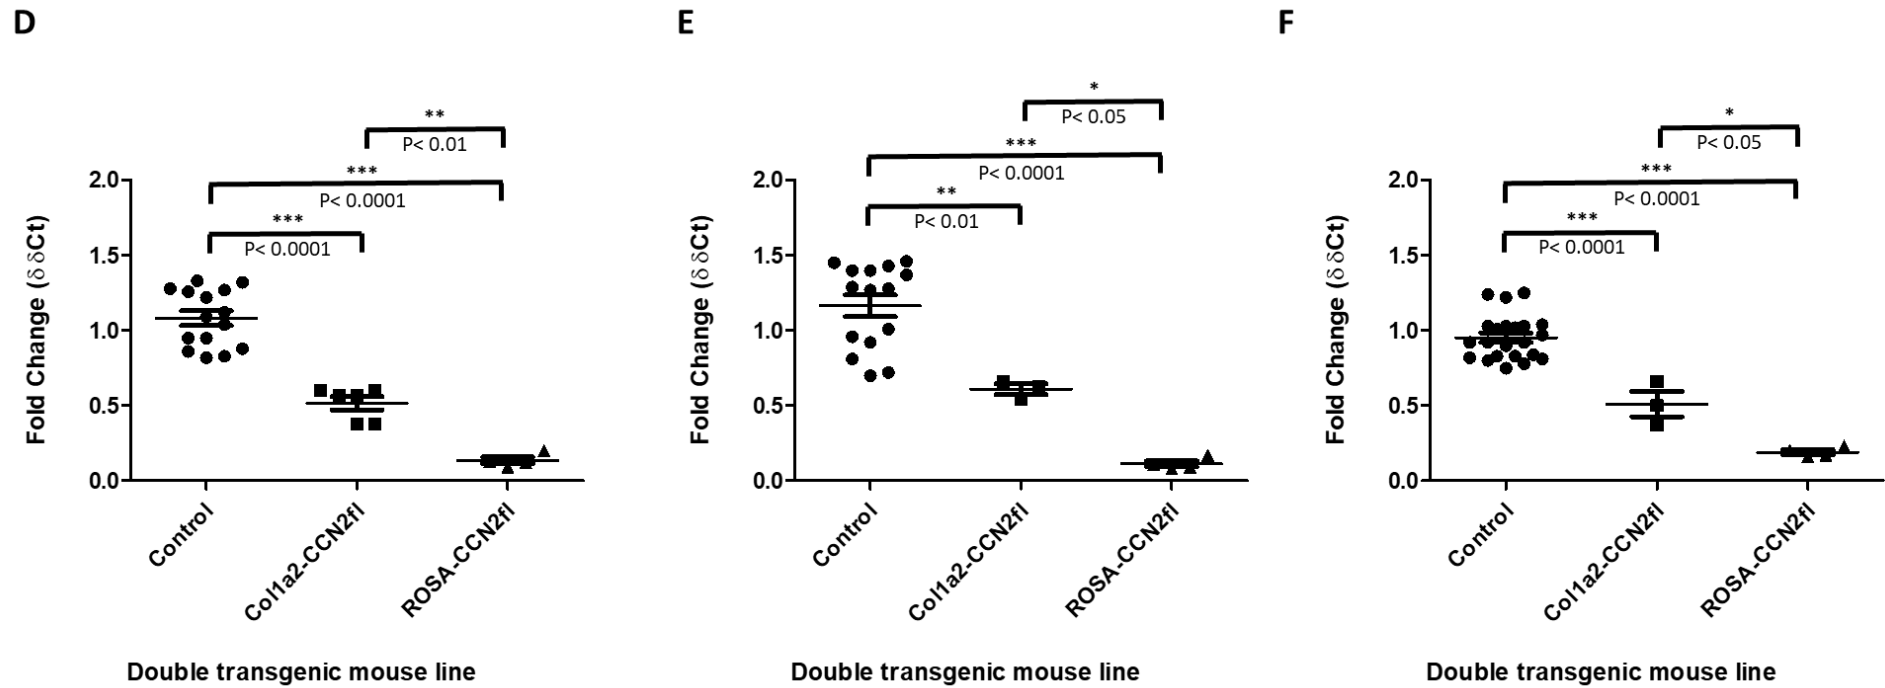 D
**
P< 0.01
***
P< 0.0001
***
P< 0.0001
2.0
1.5
1.0
0.5
0.0
Fold Change (δ δCt)
Control
Col1a2-CCN2fl
ROSA-CCN2fl
Double transgenic mouse line
E
*
P< 0.05
***
P< 0.0001
**
P< 0.01
2.0
1.5
1.0
0.5
0.0
Fold Change (δ δCt)
Control
Col1a2-CCN2fl
ROSA-CCN2fl
Double transgenic mouse line
F
*
P< 0.05
***
P< 0.0001
***
P< 0.0001
2.0
1.5
1.0
0.5
0.0
Fold Change (δ δCt)
Control
Col1a2-CCN2fl
ROSA-CCN2fl
Double transgenic mouse line